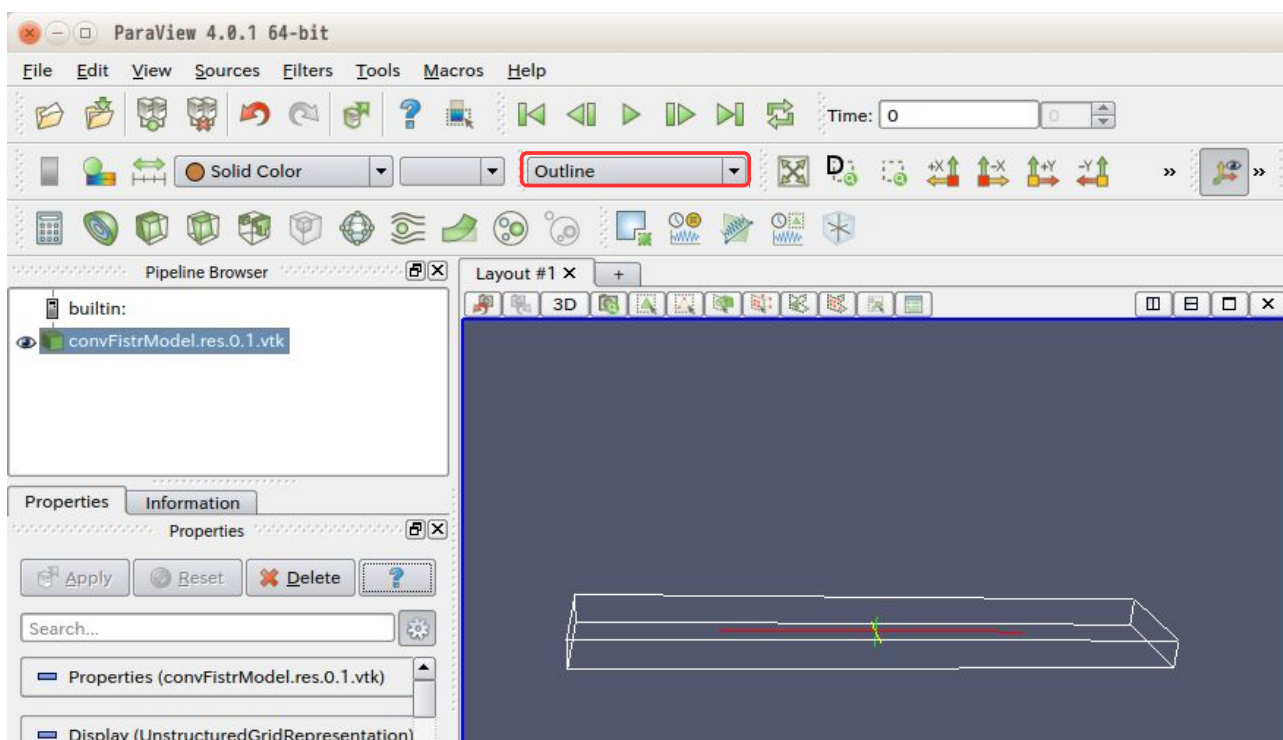 ParaView 4.0.1 64-bit
File Edit View Sources Filters Tools Macros Help
Time: 0 0
Solid Color Outline D +X -X +Y -Y » »
Pipeline Browser
Layout #1 +
3D
builtin:
convFistrModel.res.0.1.vtk
Properties Information
Properties
Apply Reset Delete ?
Search...
Properties (convFistrModel.res.0.1.vtk)
Display (UnstructuredGridRepresentation)